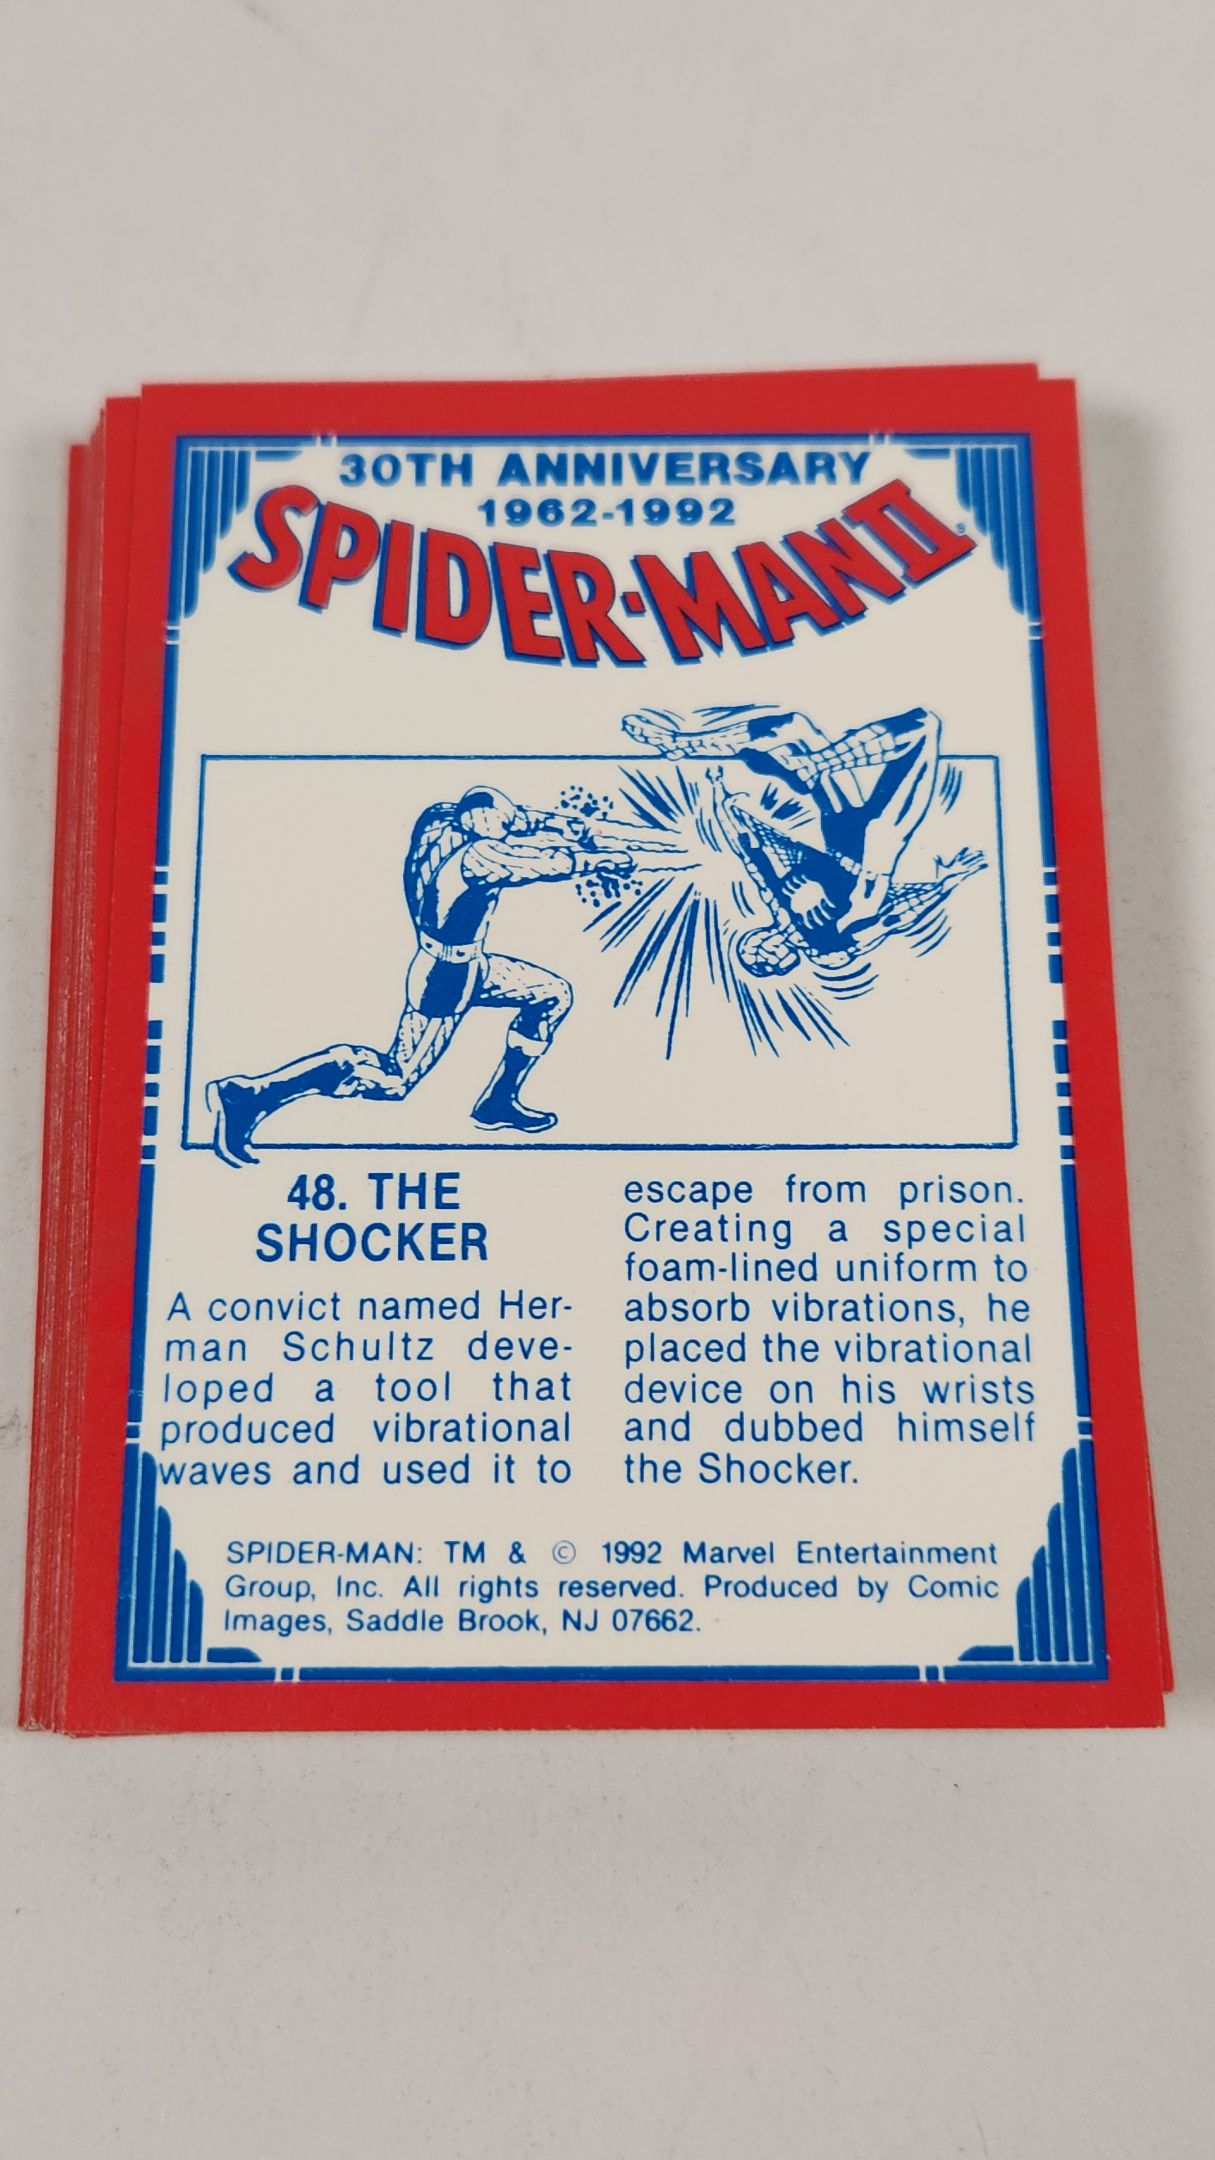 30TH ANNIVERSARY
1962-1992
SPIDER-MAN II
48. THE
SHOCKER
A convict named Her-
man Schultz deve-
loped a tool that
produced vibrational
waves and used it to
escape from prison.
Creating a special
foam-lined uniform to
absorb vibrations, he
placed the vibrational
device on his wrists
and dubbed himself
the Shocker.
SPIDER-MAN: TM & © 1992 Marvel Entertainment
Group, Inc. All rights reserved. Produced by Comic
Images, Saddle Brook, NJ 07662.